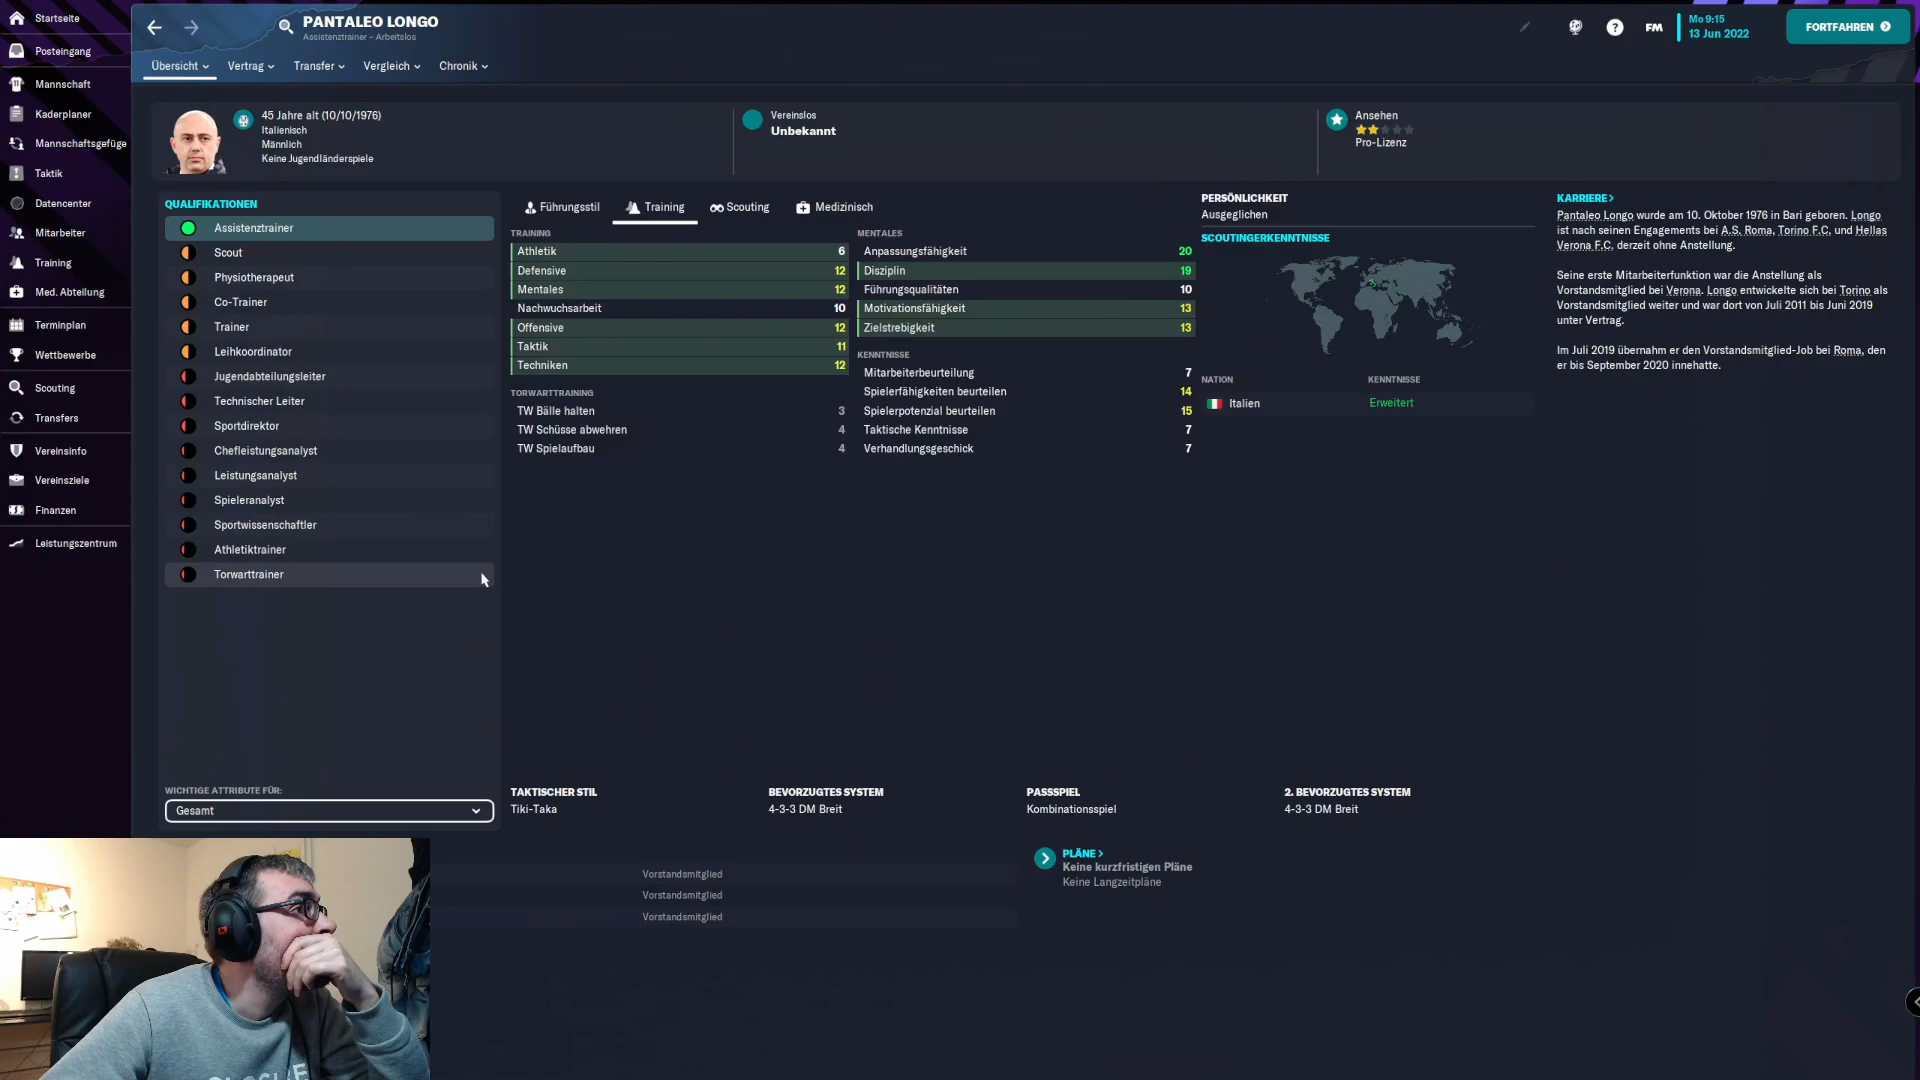 Startseite
Posteingang
Mannschaft
Kaderplaner
Mannschaftsgefüge
Taktik
Datencenter
Mitarbeiter
Training
Med. Abteilung
Terminplan
Wettbewerbe
Scouting
Transfers
Vereinsinfo
Vereinsziele
Finanzen
Leistungszentrum
PANTALEO LONGO
Assistenztrainer - Arbeitslos
FM
Mo 9:15
13 Jun 2022
FORTFAHREN
Übersicht
Vertrag
Transfer
Vergleich
Chronik
45 Jahre alt (10/10/1976)
Italienisch
Männlich
Keine Jugendländerspiele
Vereinslos
Unbekannt
Ansehen
Pro-Lizenz
QUALIFIKATIONEN
Assistenztrainer
Scout
Physiotherapeut
Co-Trainer
Trainer
Leihkoordinator
Jugendabteilungsleiter
Technischer Leiter
Sportdirektor
Chefleistungsanalyst
Leistungsanalyst
Spieleranalyst
Sportwissenschaftler
Athletiktrainer
Torwarttrainer
WICHTIGE ATTRIBUTE FÜR:
Gesamt
Führungsstil
Training
Scouting
Medizinisch
TRAINING
Athletik 6
Defensive 12
Mentales 12
Nachwuchsarbeit 10
Offensive 12
Taktik 11
Techniken 12
TORWARTTRAINING
TW Bälle halten 3
TW Schüsse abwehren 4
TW Spielaufbau 4
MENTALES
Anpassungsfähigkeit 20
Disziplin 19
Führungsqualitäten 10
Motivationsfähigkeit 13
Zielstrebigkeit 13
KENNTNISSE
Mitarbeiterbeurteilung 7
Spielerfähigkeiten beurteilen 14
Spielerpotenzial beurteilen 15
Taktische Kenntnisse 7
Verhandlungsgeschick 7
PERSÖNLICHKEIT
Ausgeglichen
SCOUTINGERKENNTNISSE
NATION KENNTNISSE
Italien Erweitert
KARRIERE >
Pantaleo Longo wurde am 10. Oktober 1976 in Bari geboren. Longo
ist nach seinen Engagements bei A.S. Roma, Torino F.C. und Hellas
Verona F.C. derzeit ohne Anstellung.
Seine erste Mitarbeiterfunktion war die Anstellung als
Vorstandsmitglied bei Verona. Longo entwickelte sich bei Torino als
Vorstandsmitglied weiter und war dort von Juli 2011 bis Juni 2019
unter Vertrag.
Im Juli 2019 übernahm er den Vorstandsmitglied-Job bei Roma, den
er bis September 2020 innehatte.
TAKTISCHER STIL
Tiki-Taka
BEVORZUGTES SYSTEM
4-3-3 DM Breit
PASSSPIEL
Kombinationsspiel
2. BEVORZUGTES SYSTEM
4-3-3 DM Breit
Vorstandsmitglied
Vorstandsmitglied
Vorstandsmitglied
PLÄNE >
Keine kurzfristigen Pläne
Keine Langzeitpläne